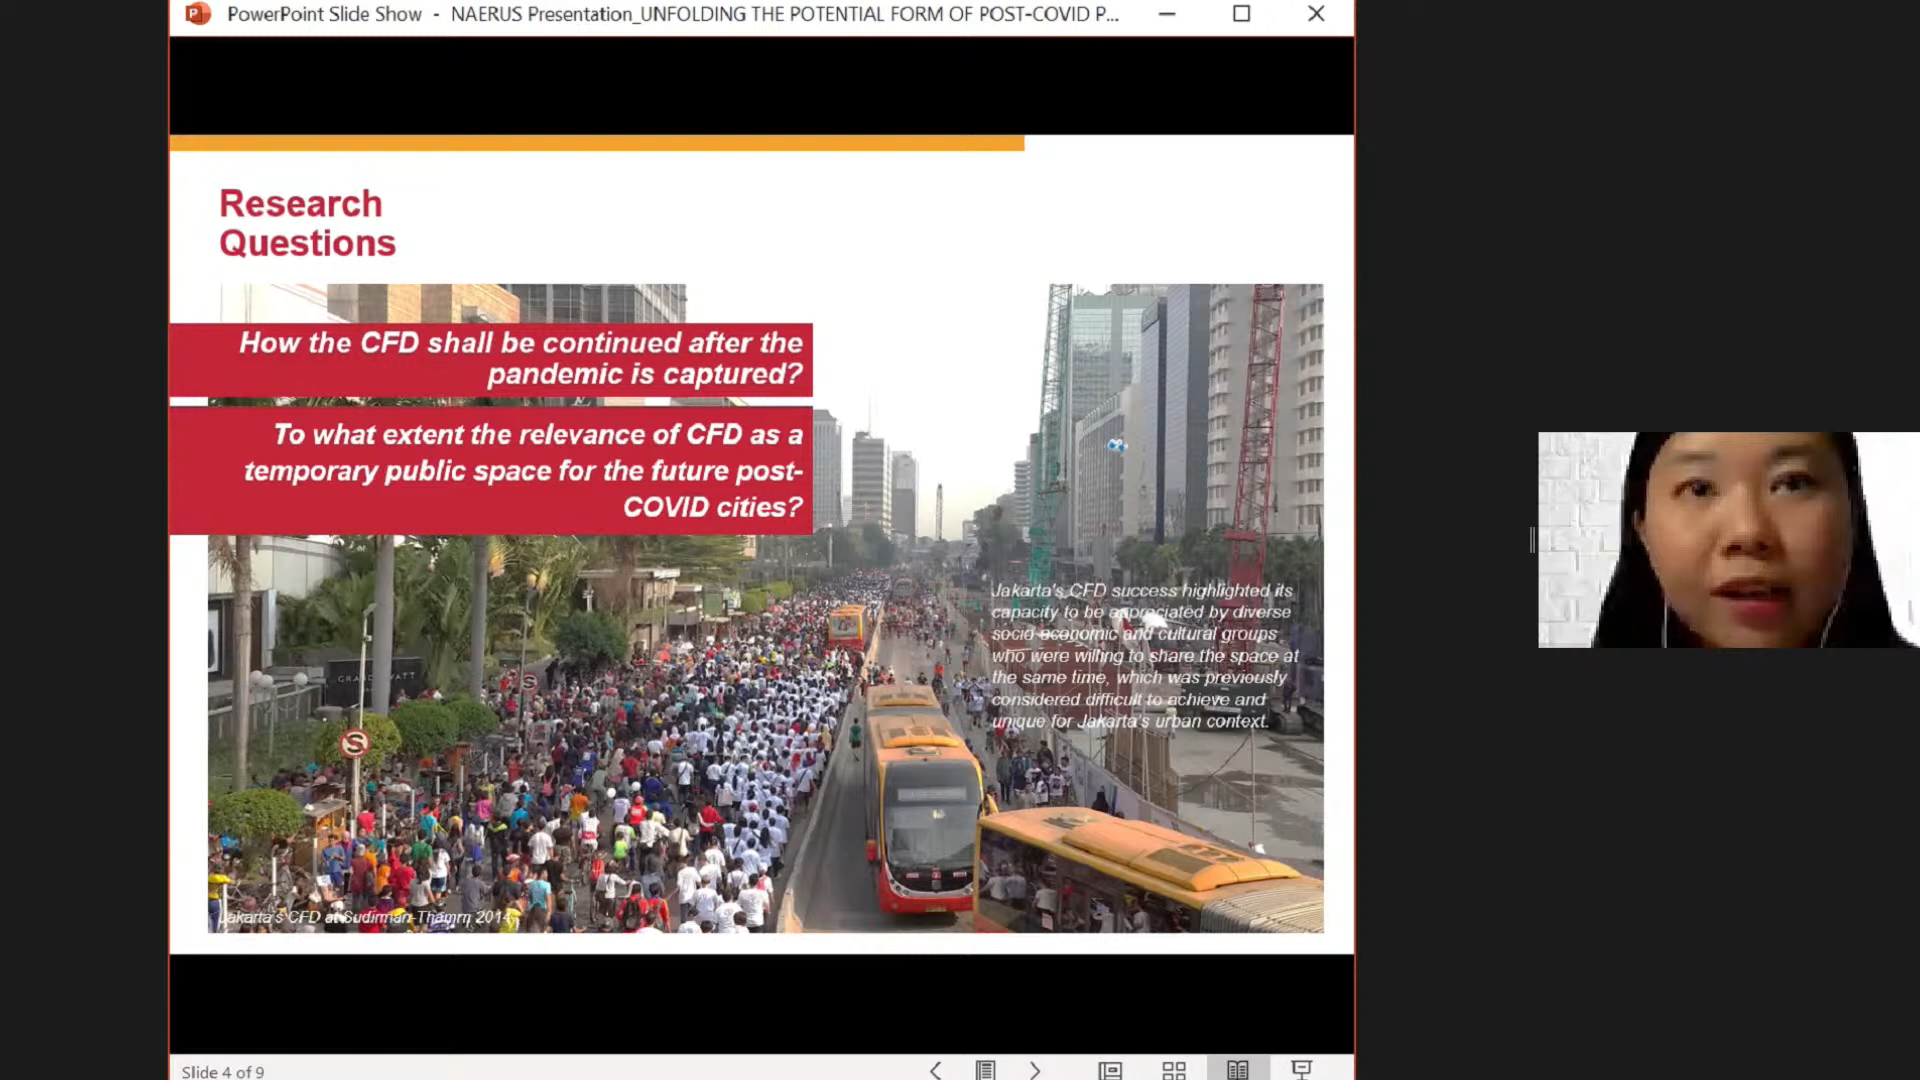 PowerPoint Slide Show - NAERUS Presentation_UNFOLDING THE POTENTIAL FORM OF POST-COVID P...
Research
Questions
How the CFD shall be continued after the
pandemic is captured?
To what extent the relevance of CFD as a
temporary public space for the future post-
COVID cities?
Jakarta's CFD success highlighted its
capacity to be appreciated by diverse
socio economic and cultural groups
who were willing to share the space at
the same time, which was previously
considered difficult to achieve and
unique for Jakarta's urban context.
GRAND HYATT
S
S
Jakarta's CFD at Sudirman-Thamrn 2014
Slide 4 of 9